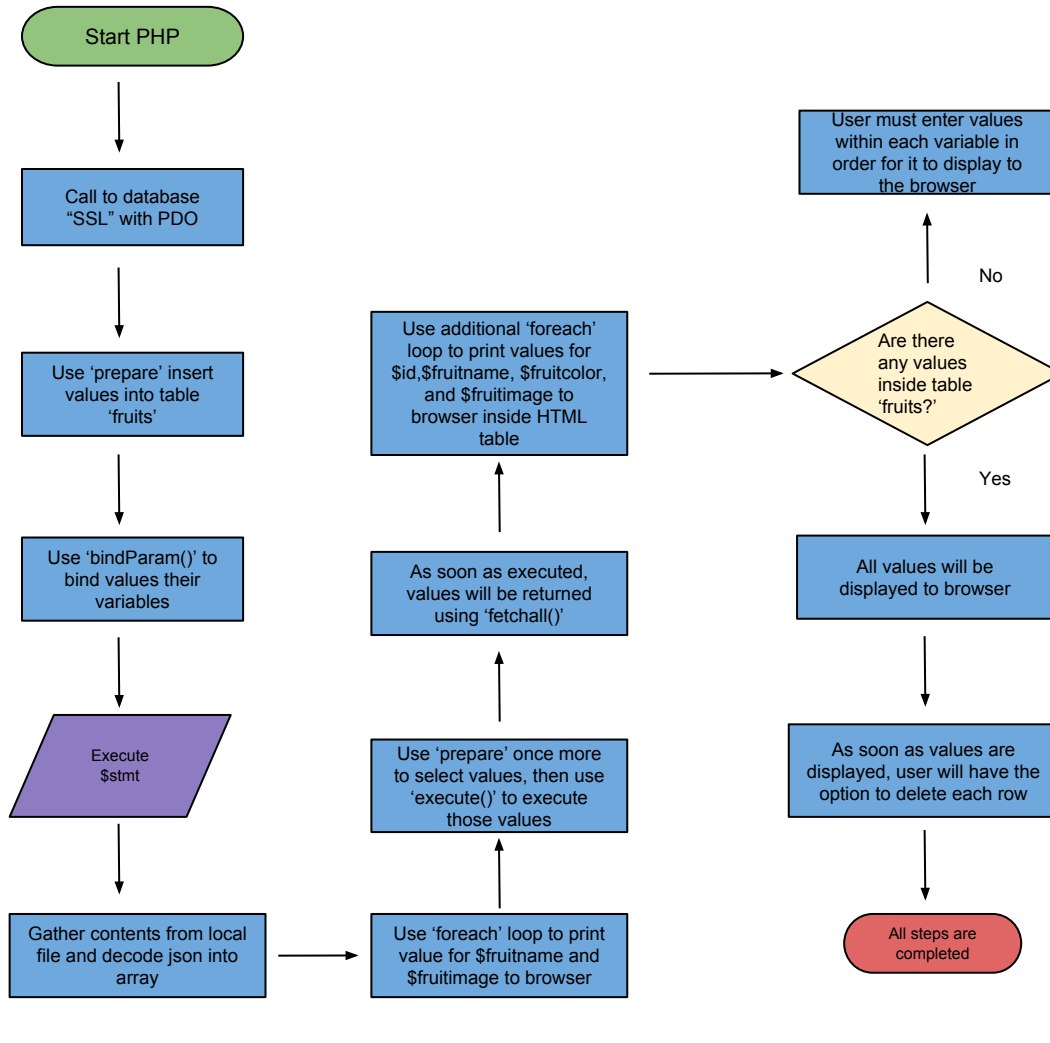 Start PHP
Call to database
“SSL” with PDO
Use ‘prepare’ insert
values into table
‘fruits’
Use ‘bindParam()’ to
bind values their
variables
Execute
$stmt
Gather contents from local
file and decode json into
array
Use ‘foreach’ loop to print
value for $fruitname and
$fruitimage to browser
Use ‘prepare’ once more
to select values, then use
‘execute()’ to execute
those values
As soon as executed,
values will be returned
using ‘fetchall()’
Use additional ‘foreach’
loop to print values for
$id,$fruitname, $fruitcolor,
and $fruitimage to
browser inside HTML
table
Are there
any values
inside table
‘fruits?’
No
User must enter values
within each variable in
order for it to display to
the browser
Yes
All values will be
displayed to browser
As soon as values are
displayed, user will have the
option to delete each row
All steps are
completed